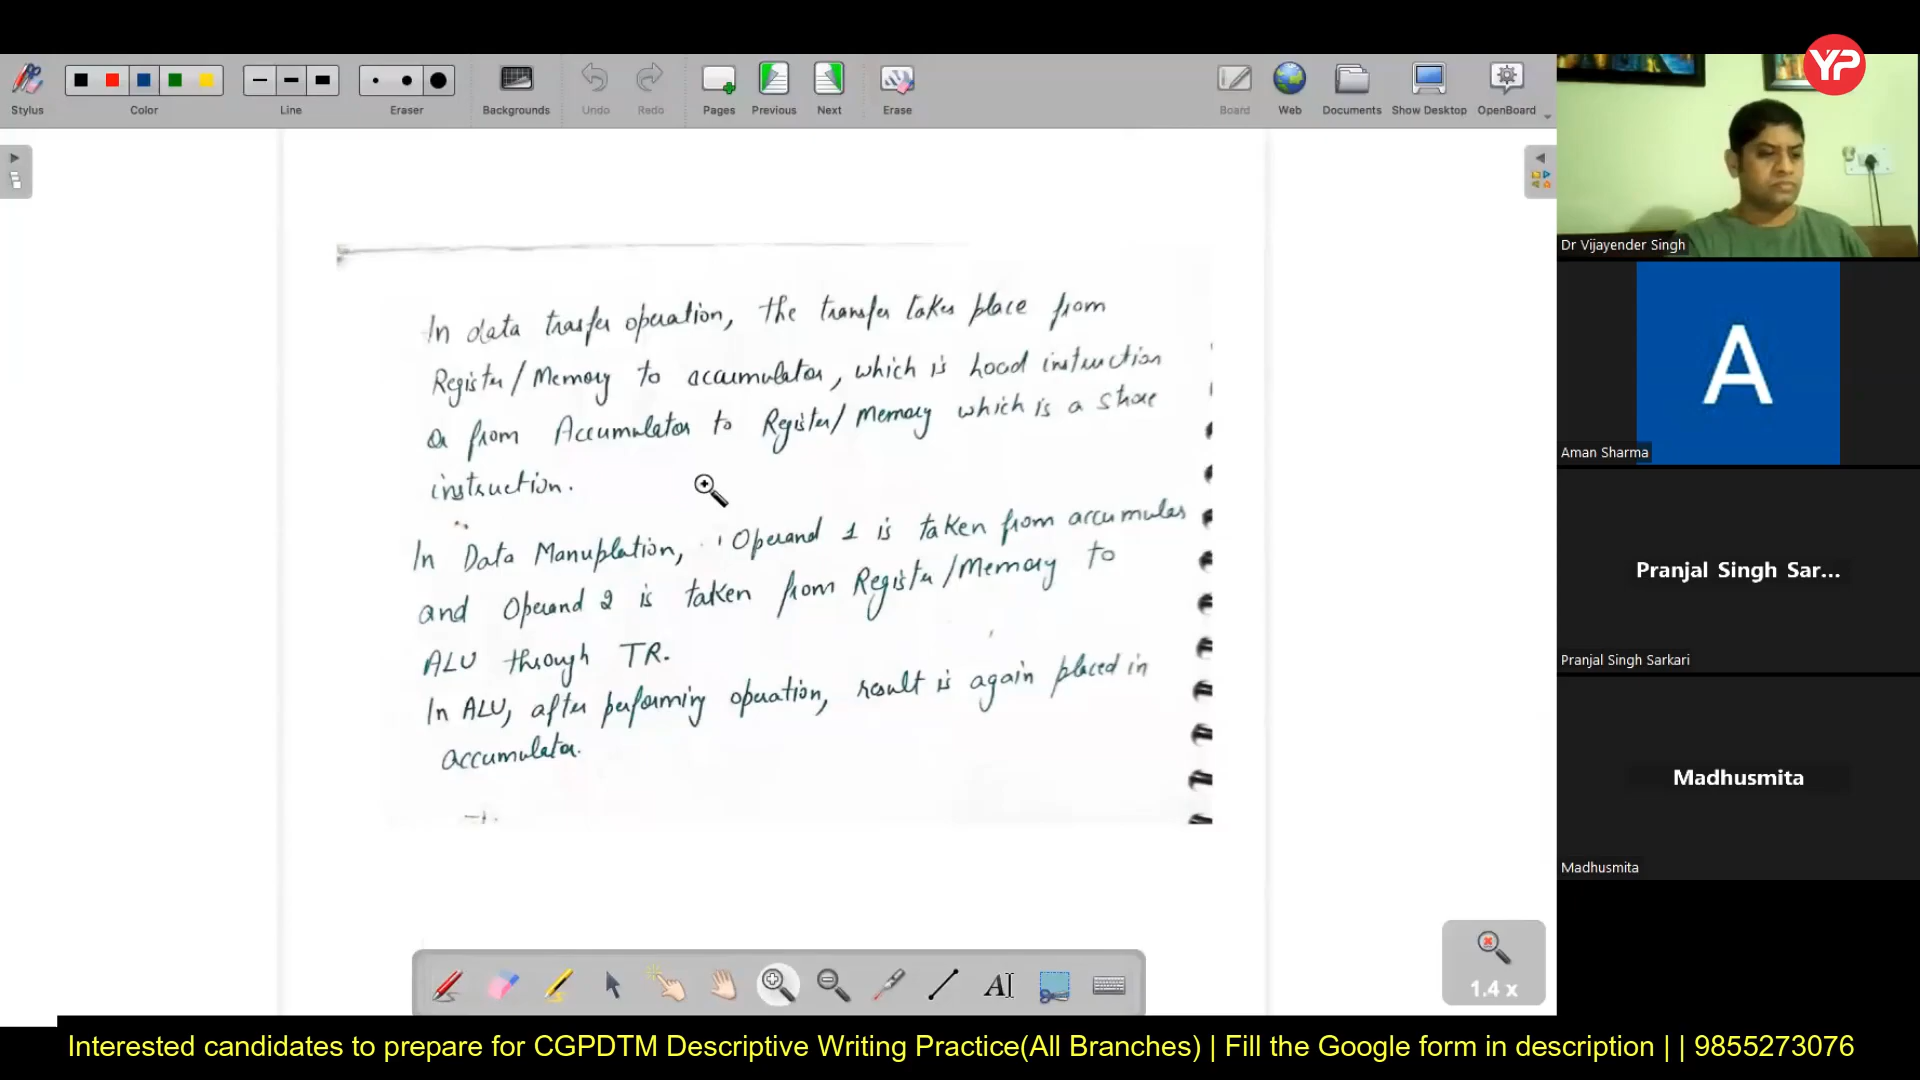 YP
Stylus
Color
Line
Eraser
Backgrounds
Undo
Redo
Pages
Previous
Next
Erase
Board
Web
Documents
Show Desktop
OpenBoard
Dr Vijayender Singh
In data trasfer operation, the transfer takes place from
Register/Memory to accumulator, which is load instruction
or from Accumulator to Register/Memory which is a store
instruction.
In Data Manuplation, Operand 1 is taken from accumulator
and Operand 2 is taken from Register/Memory to
ALU through TR.
In ALU, after performing operation, result is again placed in
accumulator.
A
Aman Sharma
Pranjal Singh Sar...
Pranjal Singh Sarkari
Madhusmita
Madhusmita
1.4 x
Interested candidates to prepare for CGPDTM Descriptive Writing Practice(All Branches) | Fill the Google form in description | | 9855273076